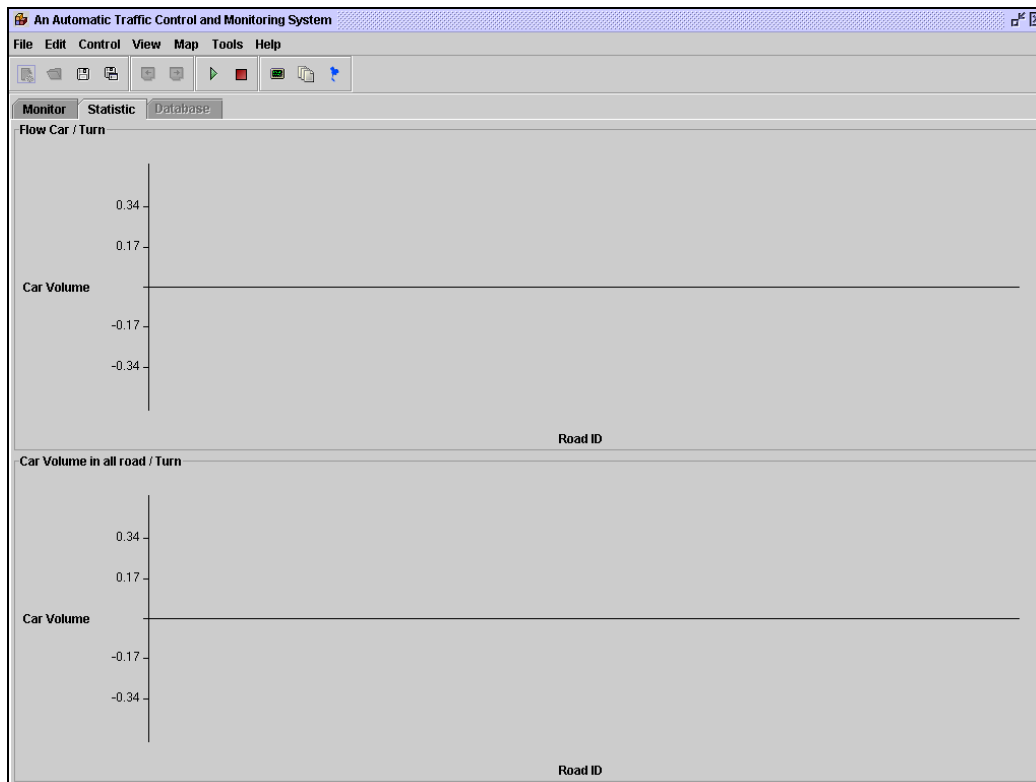 An Automatic Traffic Control and Monitoring System
File Edit Control View Map Tools Help
Monitor Statistic Database
Flow Car / Turn
0.34
0.17
Car Volume
-0.17
-0.34
Road ID
Car Volume in all road / Turn
0.34
0.17
Car Volume
-0.17
-0.34
Road ID